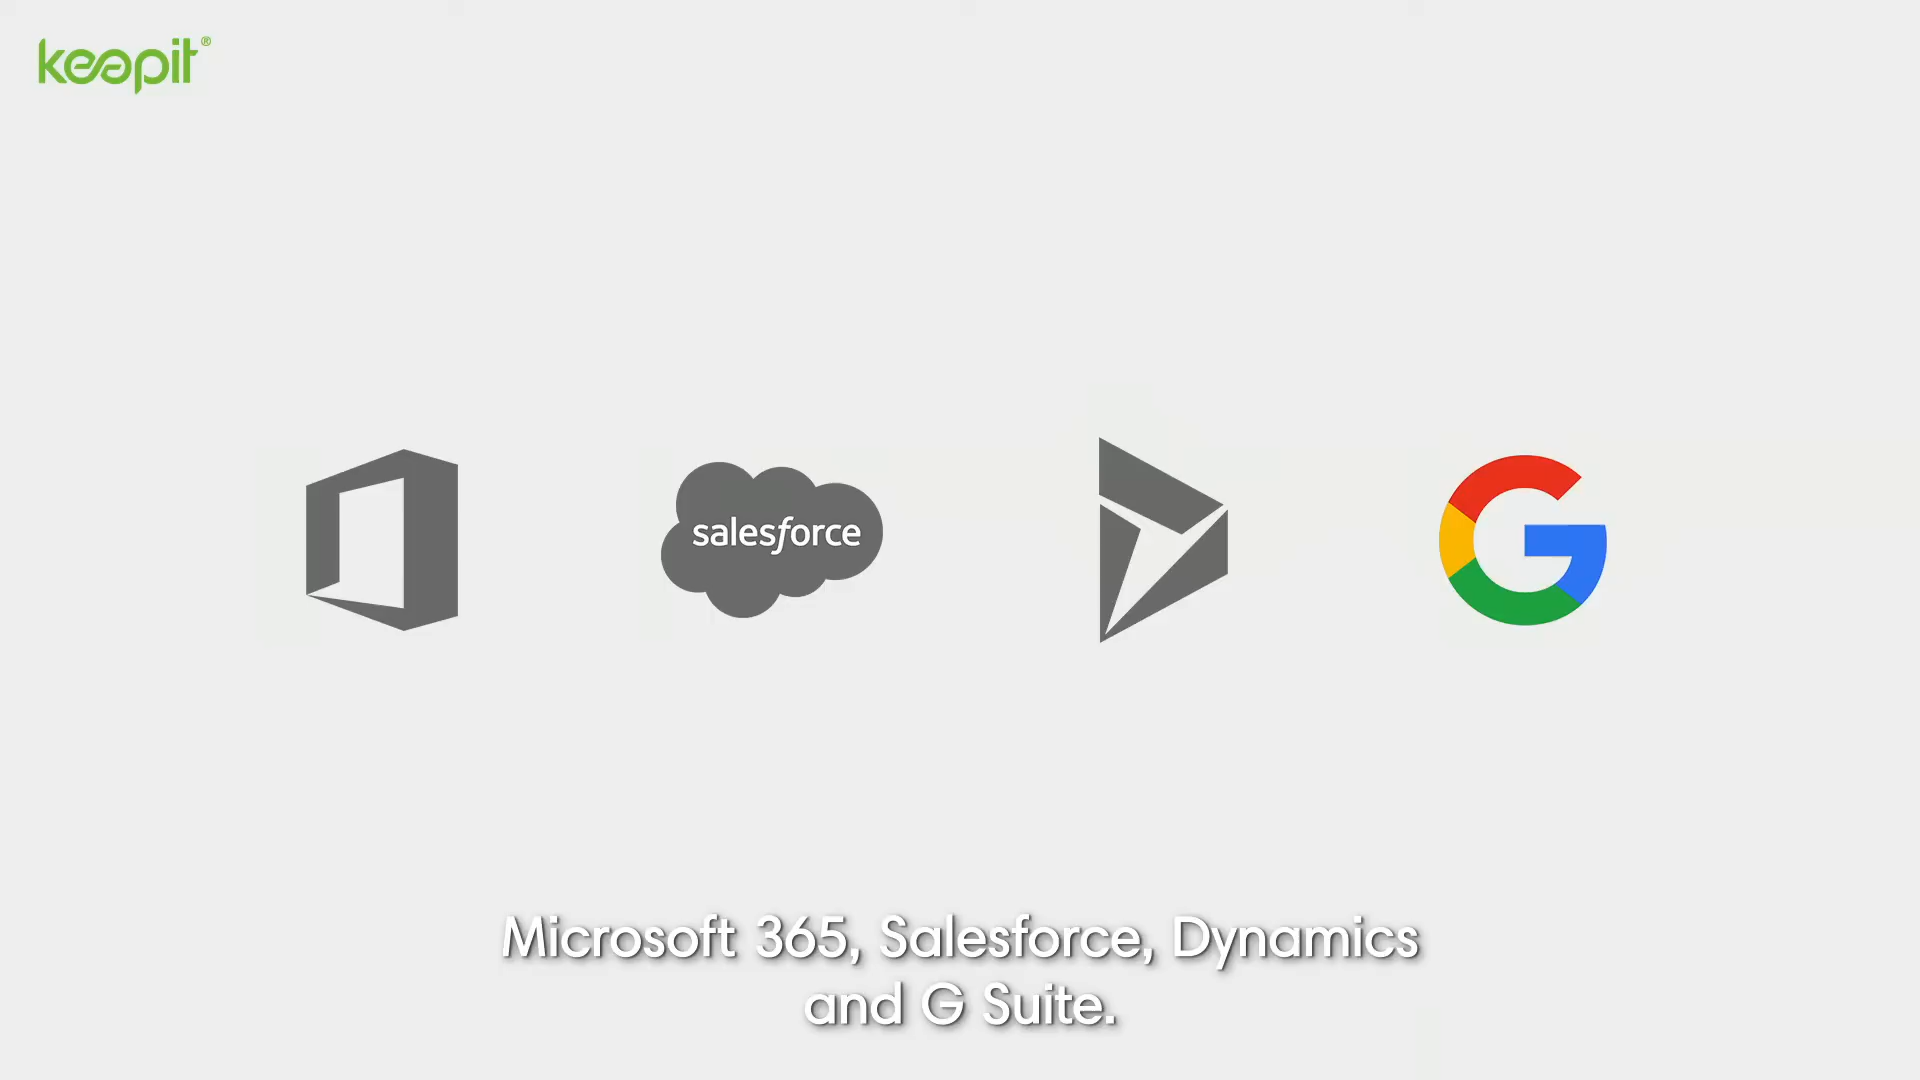 keepit®
salesforce
Microsoft 365, Salesforce, Dynamics
and G Suite.